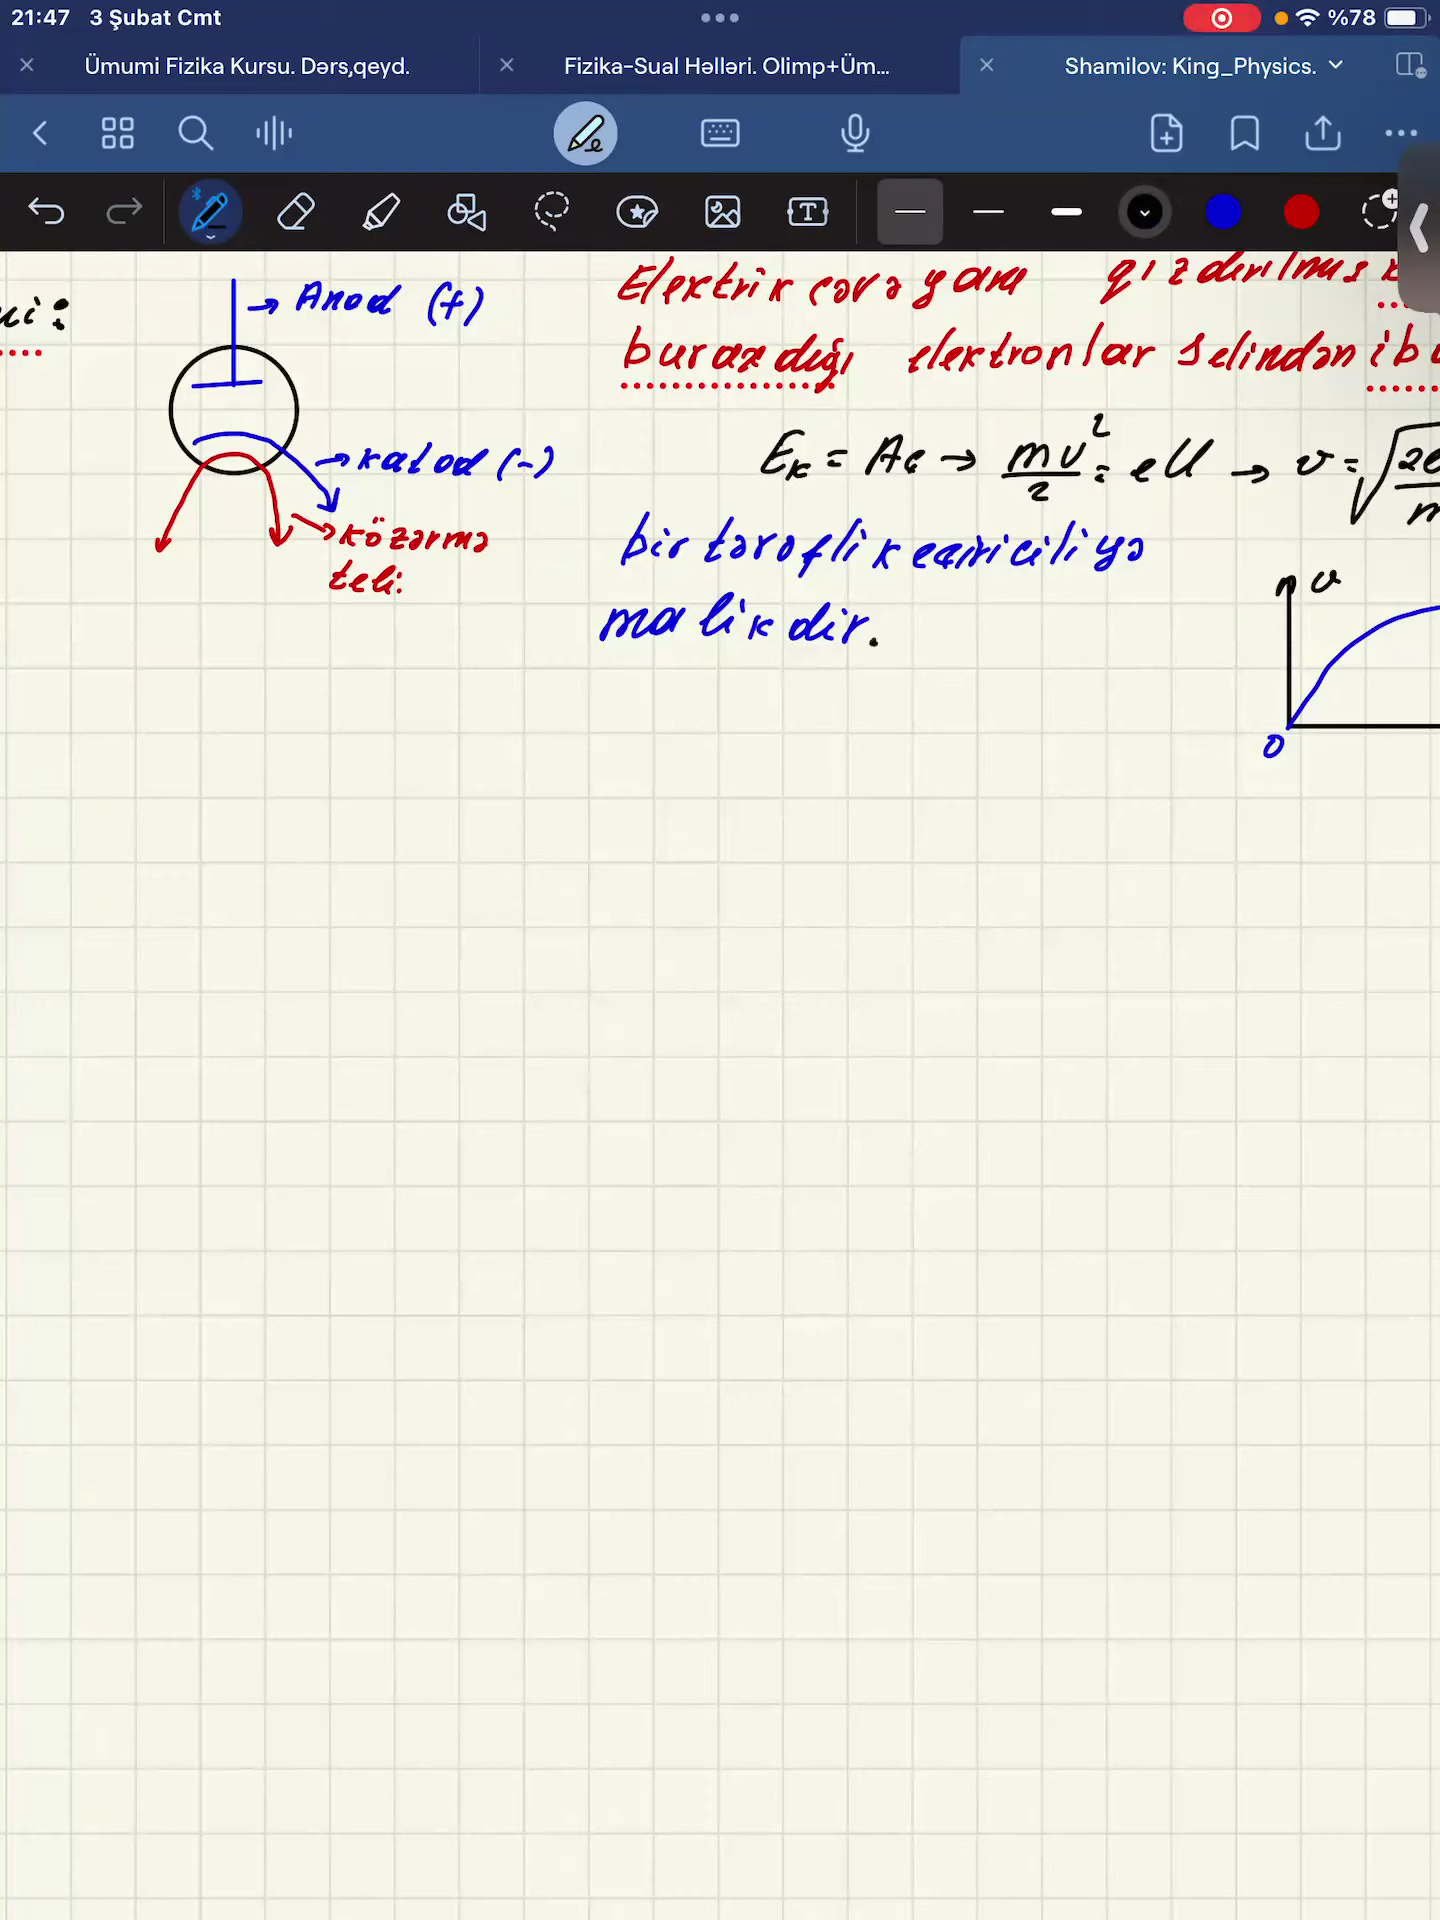 21:47 3 Şubat Cmt %78
Ümumi Fizika Kursu. Dərs,qeyd.
Fizika-Sual Həlləri. Olimp+Üm...
Shamilov: King_Physics.
Anod (+)
Elektrik cərəyanı qızdırılmış
buraxdığı elektronlar selindən ib
katod (-)
Eₖ = Aₑ → mv²/2 = eU → v = √2e/m
közərmə
teli:
bir tərəfli keçiriciliyə
malikdir.
v
0